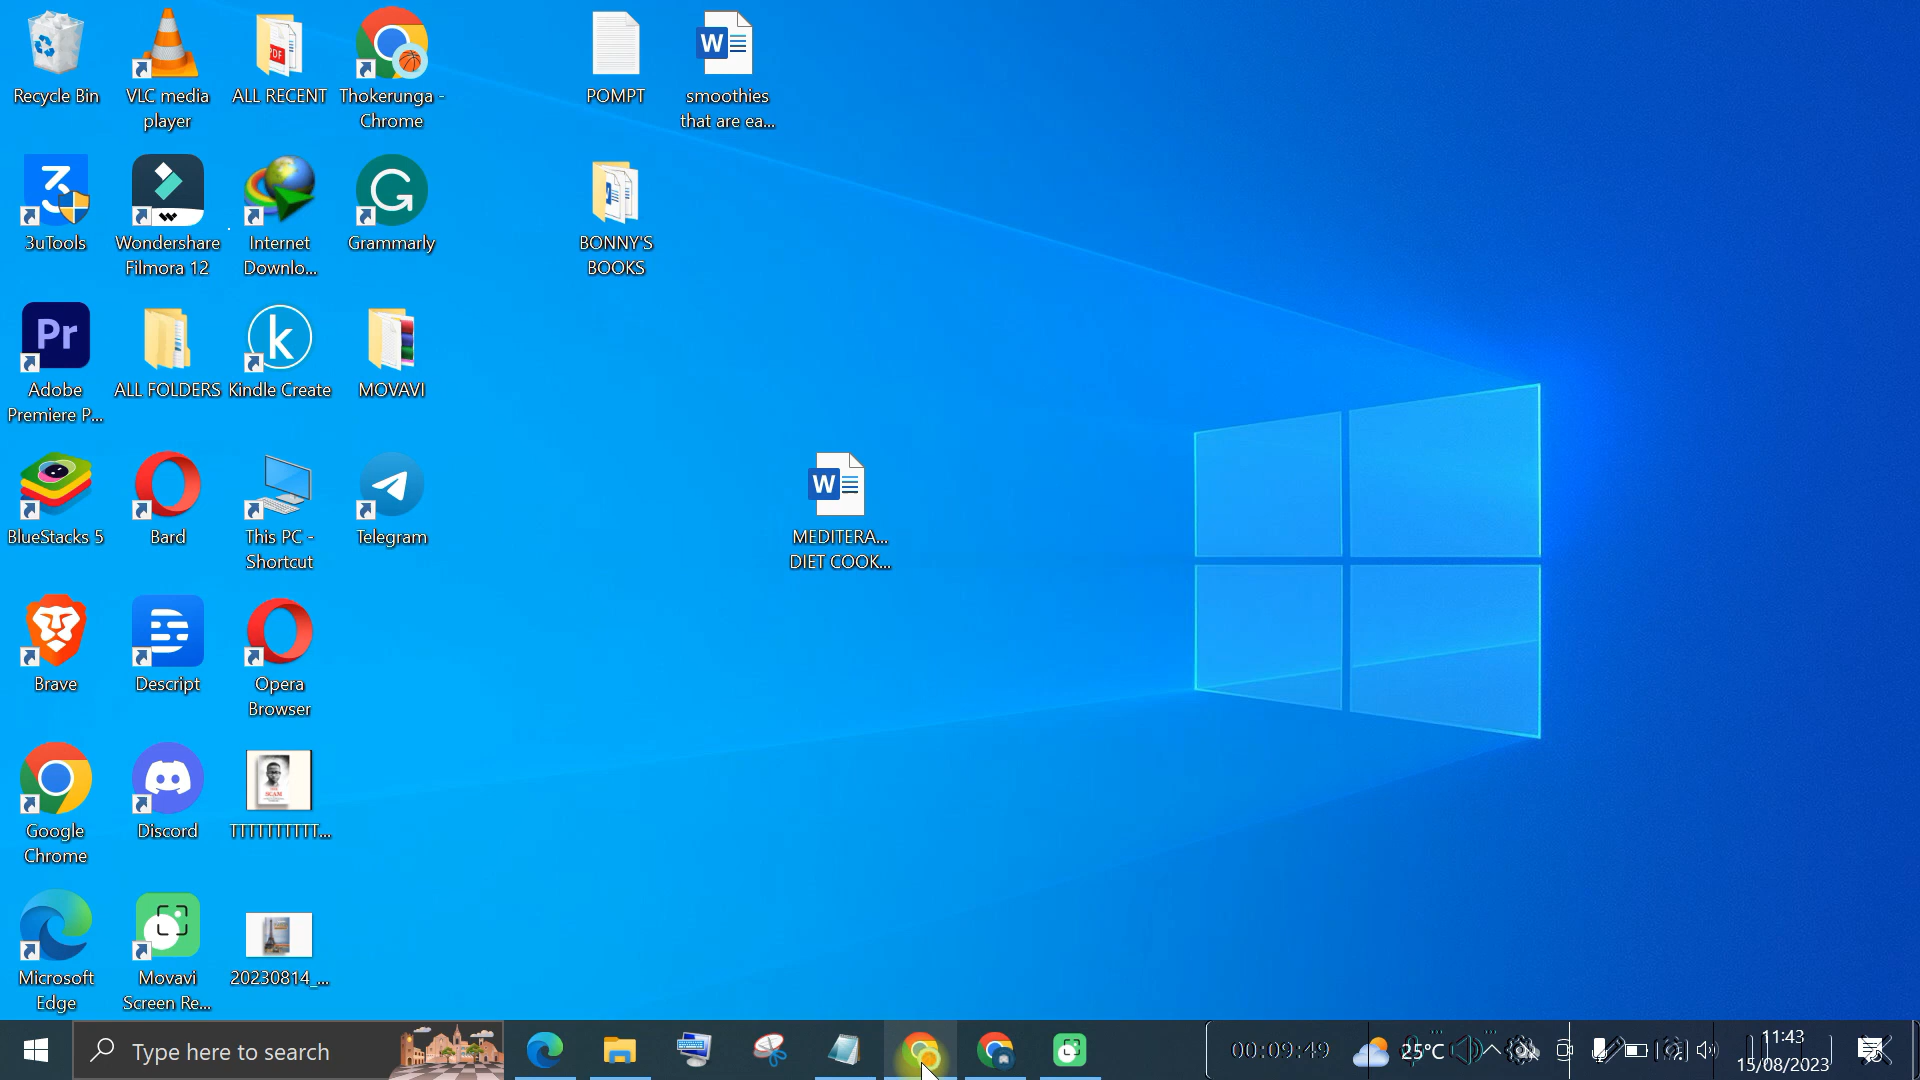 Recycle Bin
VLC media
player
ALL RECENT
PDF
Thokerunga -
Chrome
POMPT
W
smoothies
that are ea...
3uTools
Wondershare
Filmora 12
Internet
Downlo...
Grammarly
BONNY'S
BOOKS
Pr
Adobe
Premiere P...
ALL FOLDERS
k
Kindle Create
MOVAVI
BlueStacks 5
Bard
This PC -
Shortcut
Telegram
W
MEDITERA...
DIET COOK...
Brave
Descript
Opera
Browser
Google
Chrome
Discord
TTTTTTTTTT...
Microsoft
Edge
Movavi
Screen Re...
20230814_...
Type here to search
00:09:49
25°C
11:43
15/08/2023